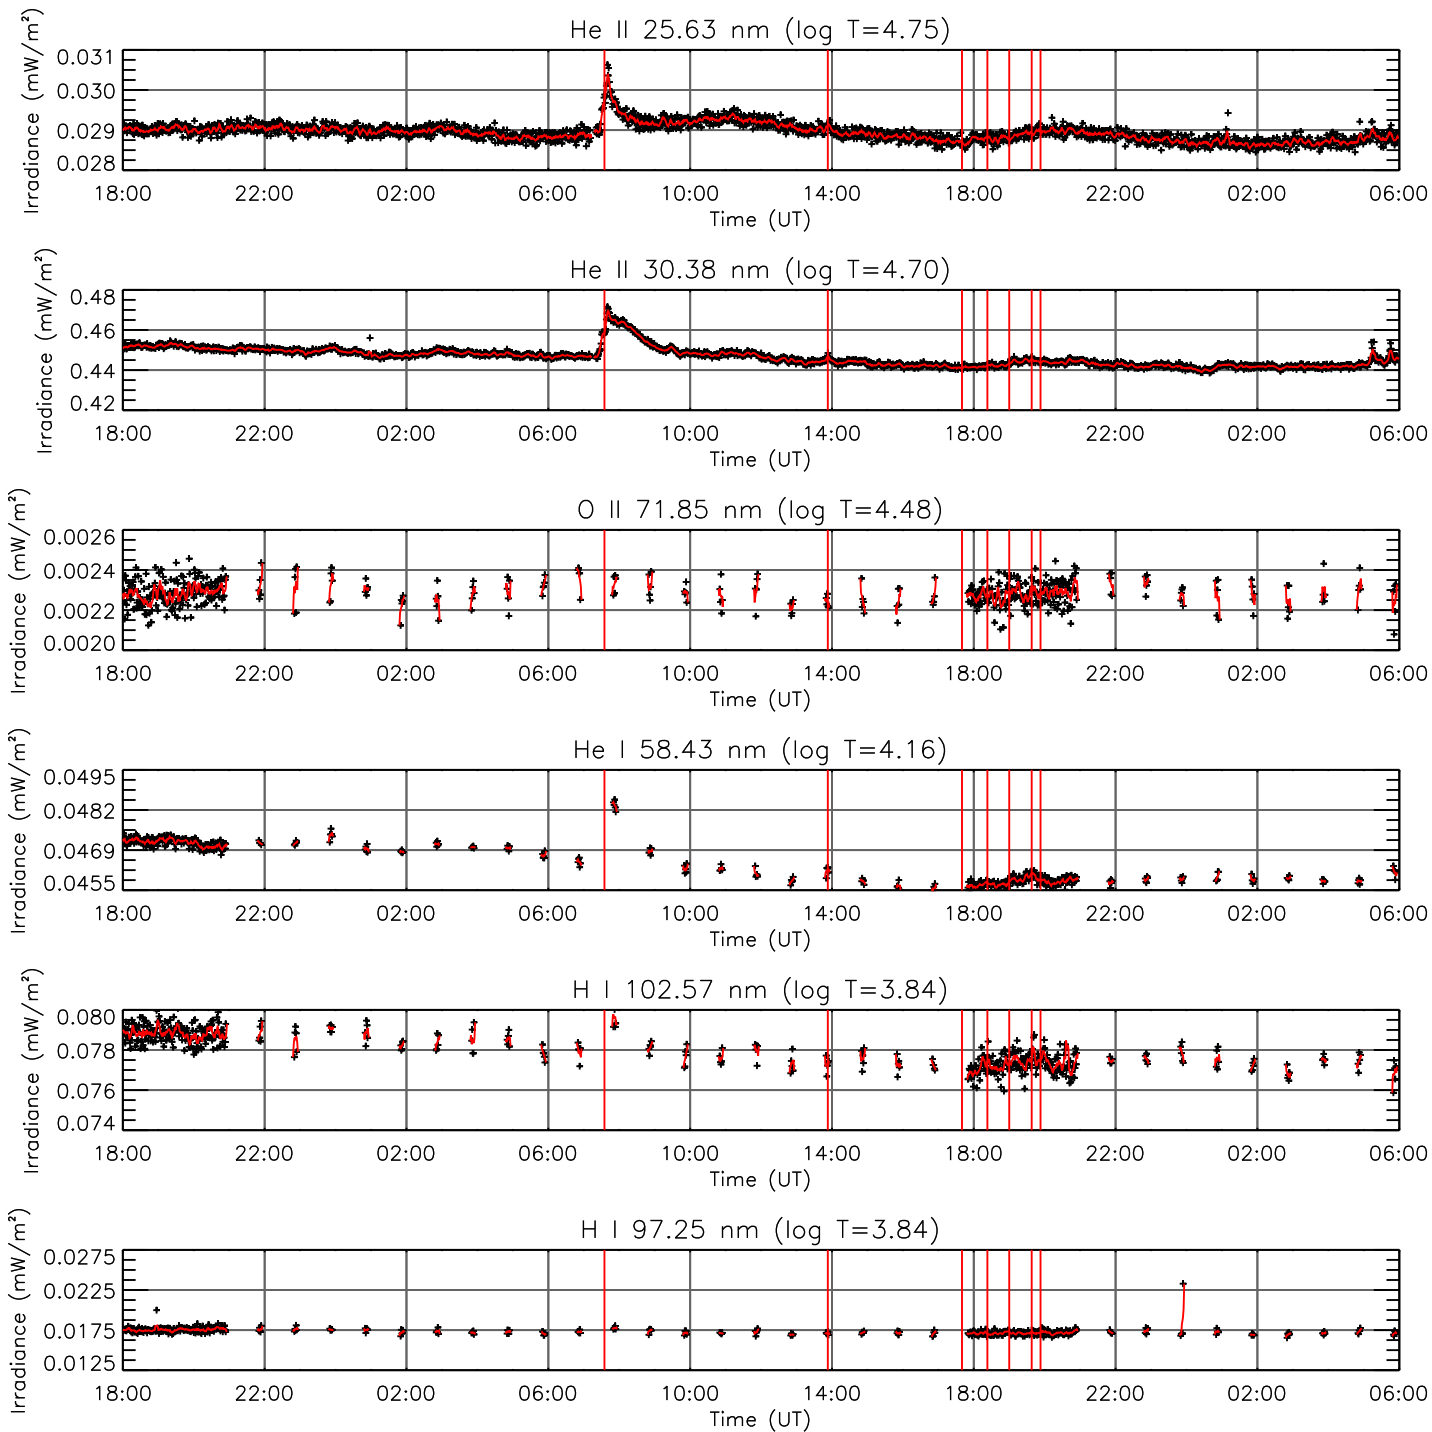 He II 25.63 nm (log T=4.75)
Irradiance (mW/m²)
0.031
0.030
0.029
0.028
18:00 22:00 02:00 06:00 10:00 14:00 18:00 22:00 02:00 06:00
Time (UT)
He II 30.38 nm (log T=4.70)
Irradiance (mW/m²)
0.48
0.46
0.44
0.42
18:00 22:00 02:00 06:00 10:00 14:00 18:00 22:00 02:00 06:00
Time (UT)
O II 71.85 nm (log T=4.48)
Irradiance (mW/m²)
0.0026
0.0024
0.0022
0.0020
18:00 22:00 02:00 06:00 10:00 14:00 18:00 22:00 02:00 06:00
Time (UT)
He I 58.43 nm (log T=4.16)
Irradiance (mW/m²)
0.0495
0.0482
0.0469
0.0455
18:00 22:00 02:00 06:00 10:00 14:00 18:00 22:00 02:00 06:00
Time (UT)
H I 102.57 nm (log T=3.84)
Irradiance (mW/m²)
0.080
0.078
0.076
0.074
18:00 22:00 02:00 06:00 10:00 14:00 18:00 22:00 02:00 06:00
Time (UT)
H I 97.25 nm (log T=3.84)
Irradiance (mW/m²)
0.0275
0.0225
0.0175
0.0125
18:00 22:00 02:00 06:00 10:00 14:00 18:00 22:00 02:00 06:00
Time (UT)